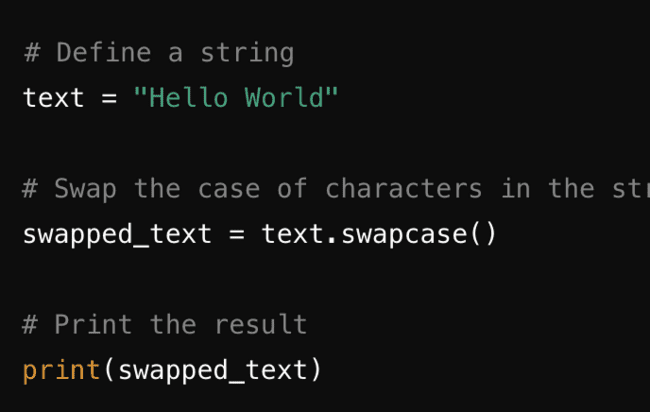 # Define a string
text = "Hello World"
# Swap the case of characters in the
swapped_text = text.swapcase()
# Print the result
print(swapped_text)